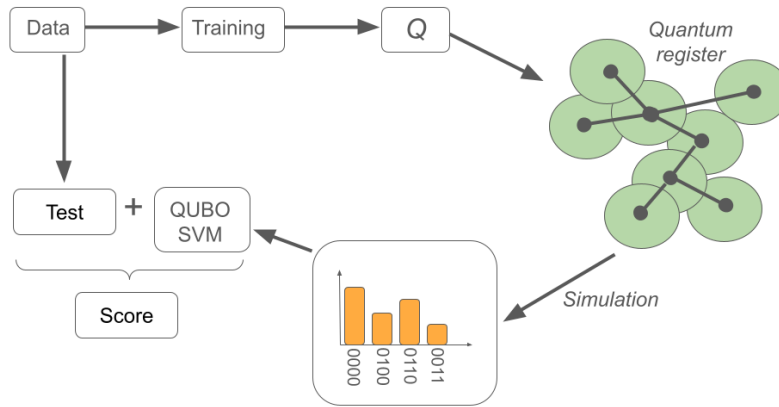 Data
Training
Q
Quantum
register
Test
+
QUBO
SVM
Score
Simulation
0000
0100
0110
0011